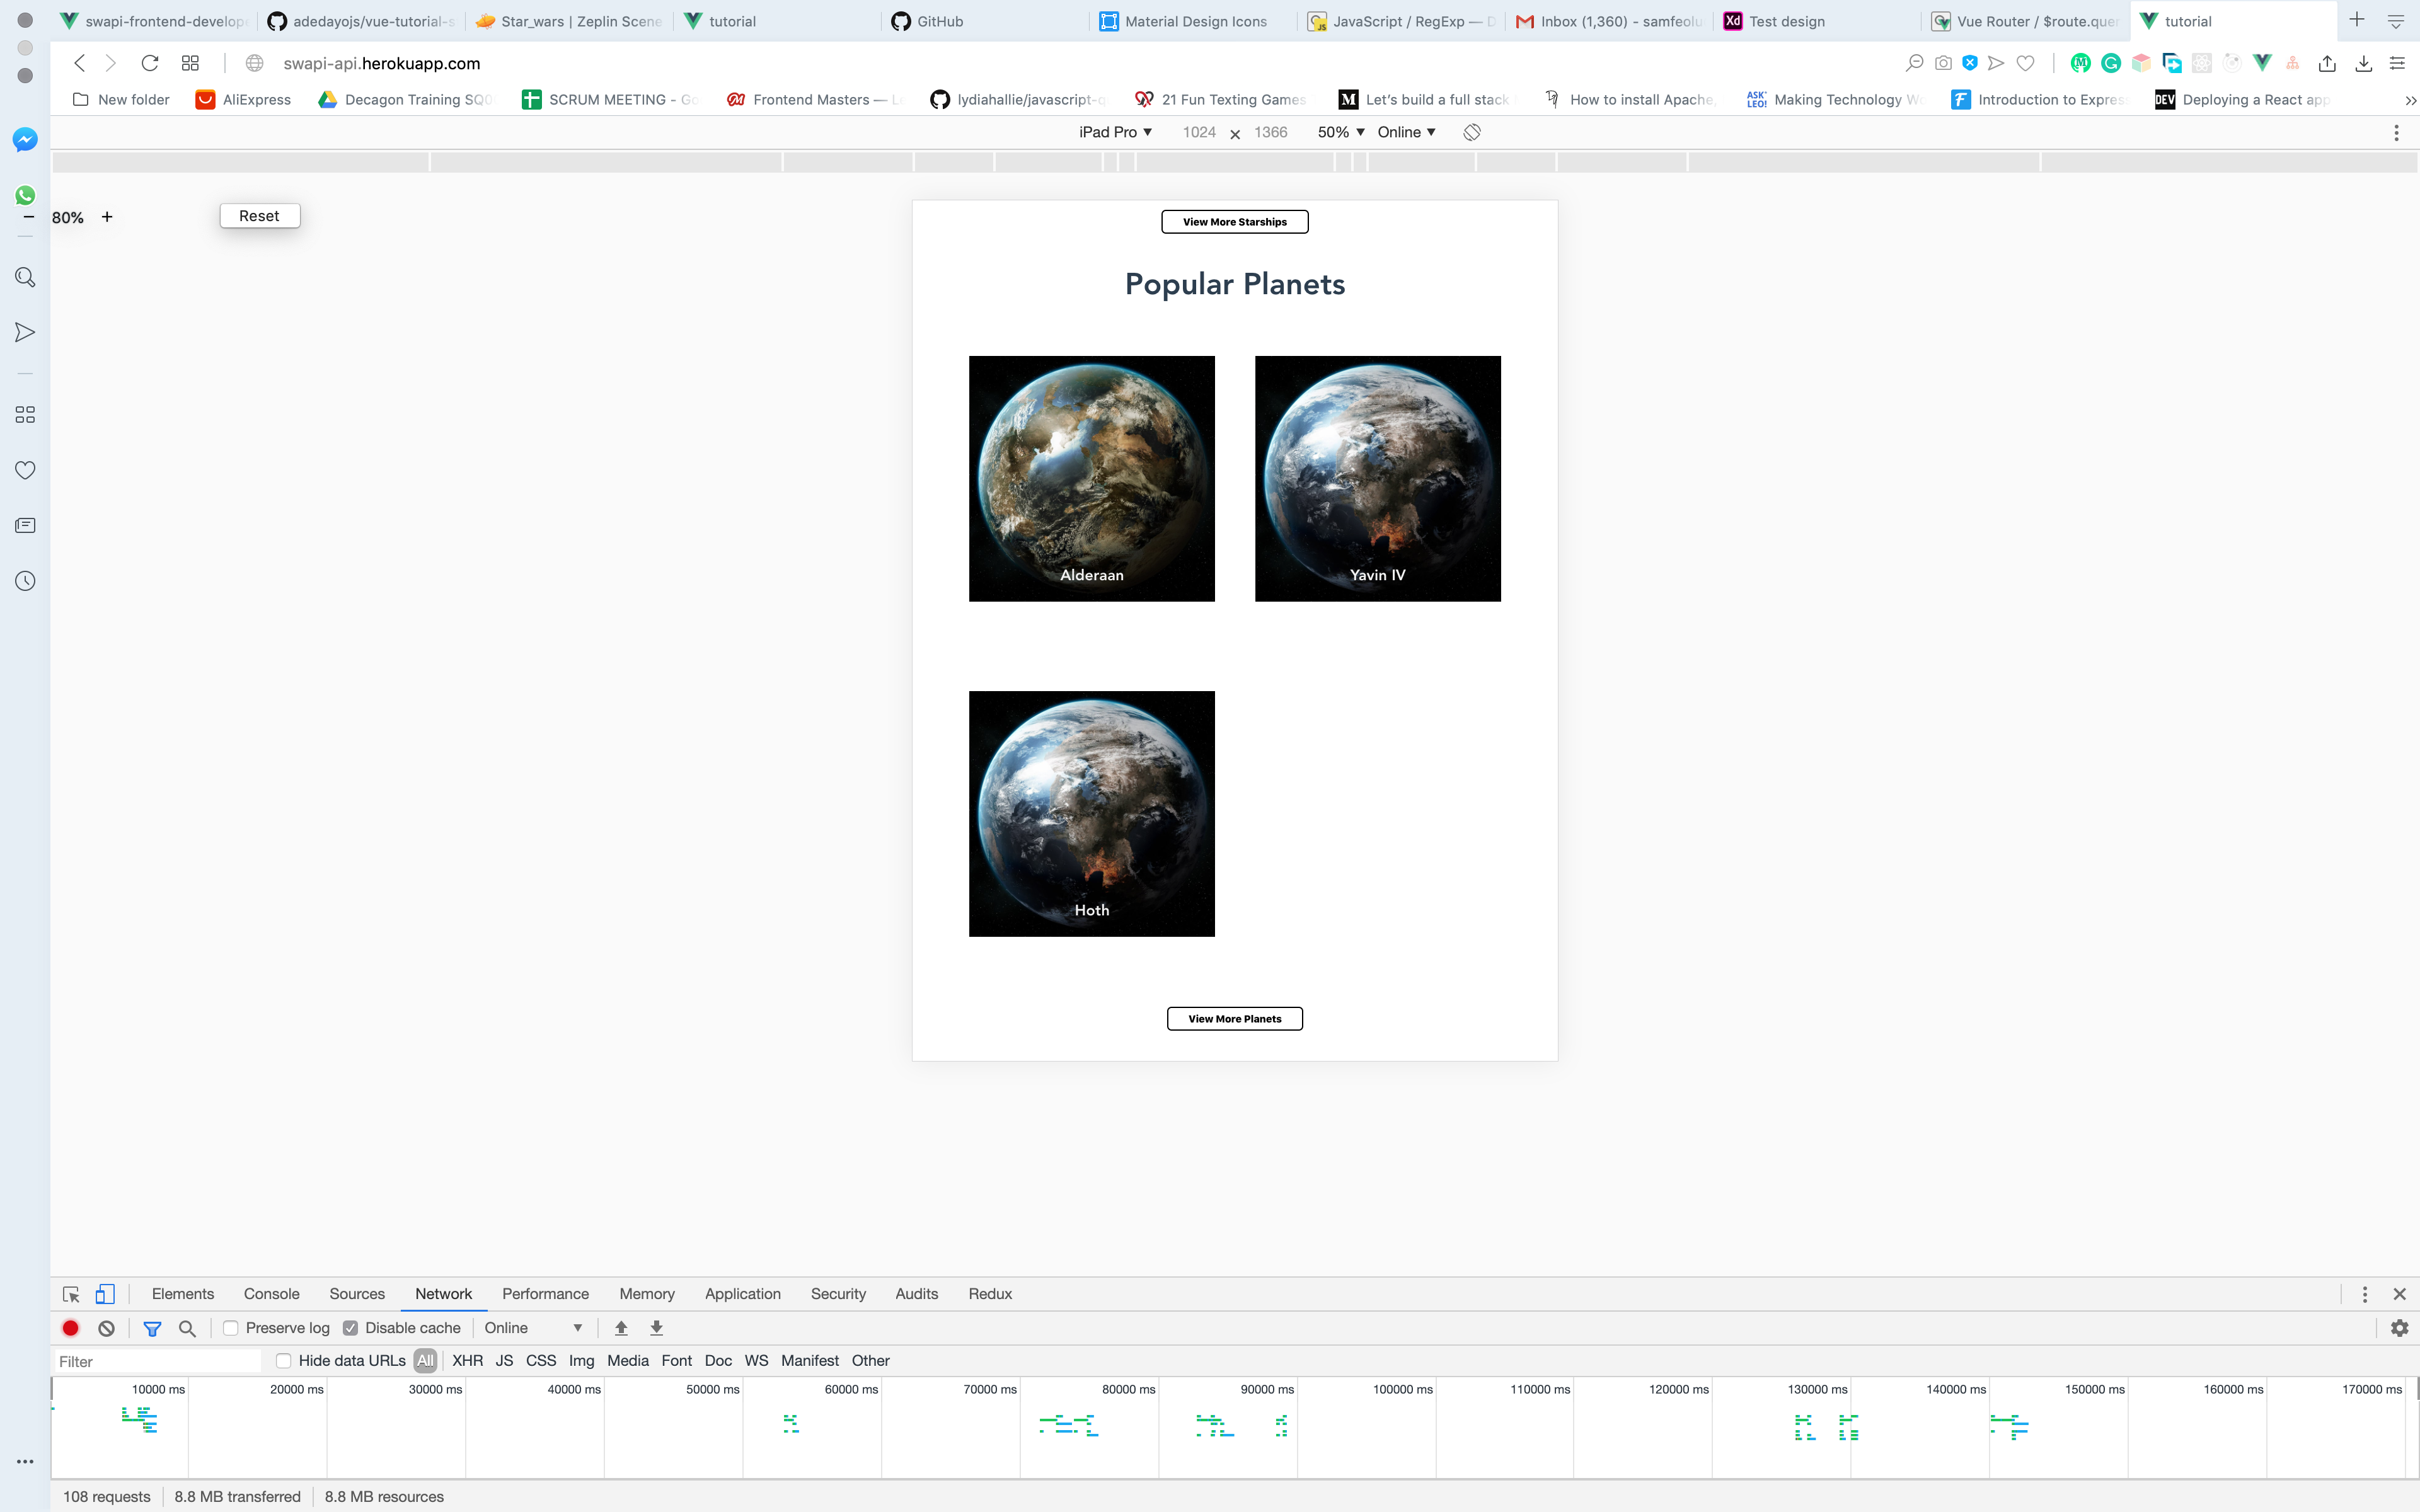 swapi-frontend-develop adedayojs/vue-tutorial-s Star_wars | Zeplin Scene tutorial GitHub Material Design Icons JavaScript / RegExp — D Inbox (1,360) - samfeolu Test design Vue Router / $route.quer tutorial
swapi-api.herokuapp.com
New folder AliExpress Decagon Training SQ0 SCRUM MEETING - Go Frontend Masters — L lydiahallie/javascript-q 21 Fun Texting Games Let's build a full stack How to install Apache, ASK LEO! Making Technology Wo Introduction to Expres DEV Deploying a React app
iPad Pro ▼ 1024 × 1366 50% ▼ Online ▼
− 80% + Reset
View More Starships
Popular Planets
Alderaan Yavin IV
Hoth
View More Planets
Elements Console Sources Network Performance Memory Application Security Audits Redux
Preserve log Disable cache Online ▼
Filter Hide data URLs All XHR JS CSS Img Media Font Doc WS Manifest Other
10000 ms 20000 ms 30000 ms 40000 ms 50000 ms 60000 ms 70000 ms 80000 ms 90000 ms 100000 ms 110000 ms 120000 ms 130000 ms 140000 ms 150000 ms 160000 ms 170000 ms
108 requests 8.8 MB transferred 8.8 MB resources